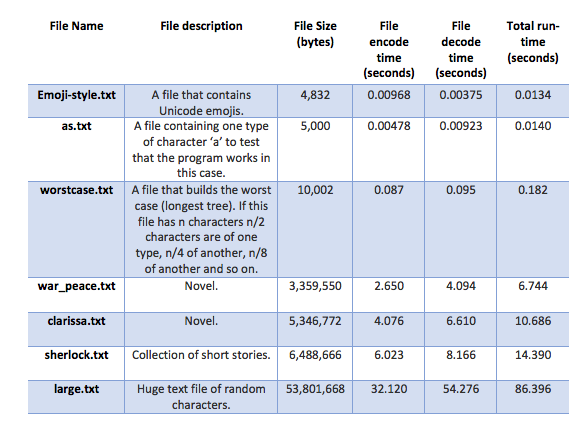 File Name File description File Size (bytes) File encode time (seconds) File decode time (seconds) Total run-time (seconds)
Emoji-style.txt A file that contains Unicode emojis. 4,832 0.00968 0.00375 0.0134
as.txt A file containing one type of character ‘a’ to test that the program works in this case. 5,000 0.00478 0.00923 0.0140
worstcase.txt A file that builds the worst case (longest tree). If this file has n characters n/2 characters are of one type, n/4 of another, n/8 of another and so on. 10,002 0.087 0.095 0.182
war_peace.txt Novel. 3,359,550 2.650 4.094 6.744
clarissa.txt Novel. 5,346,772 4.076 6.610 10.686
sherlock.txt Collection of short stories. 6,488,666 6.023 8.166 14.390
large.txt Huge text file of random characters. 53,801,668 32.120 54.276 86.396